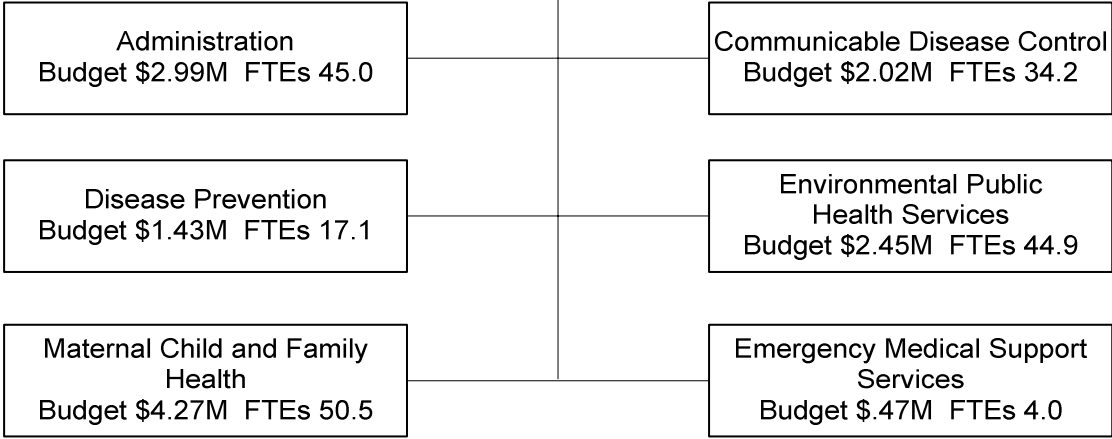 Administration
Budget $2.99M FTEs 45.0
Communicable Disease Control
Budget $2.02M FTEs 34.2
Disease Prevention
Budget $1.43M FTEs 17.1
Environmental Public
Health Services
Budget $2.45M FTEs 44.9
Maternal Child and Family
Health
Budget $4.27M FTEs 50.5
Emergency Medical Support
Services
Budget $.47M FTEs 4.0